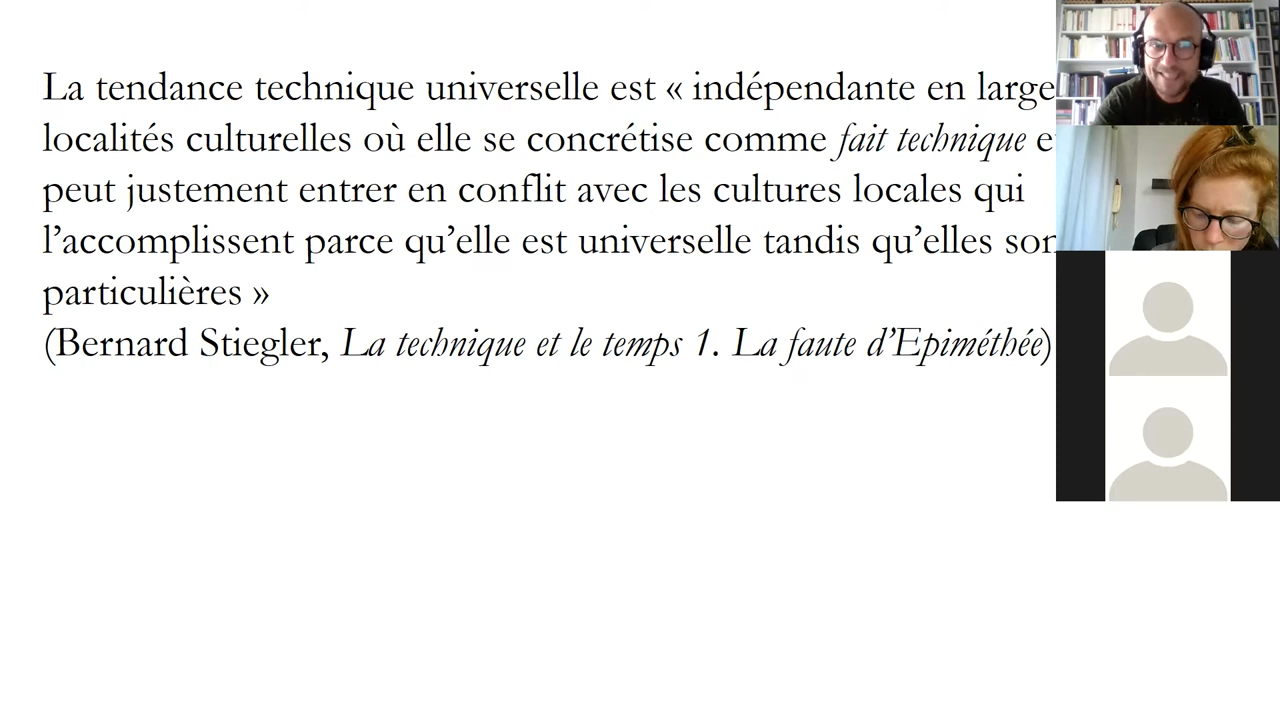 La tendance technique universelle est « indépendante en large
localités culturelles où elle se concrétise comme fait technique
peut justement entrer en conflit avec les cultures locales qui
l’accomplissent parce qu’elle est universelle tandis qu’elles
particulières »
(Bernard Stiegler, La technique et le temps 1. La faute d’Epiméthée)